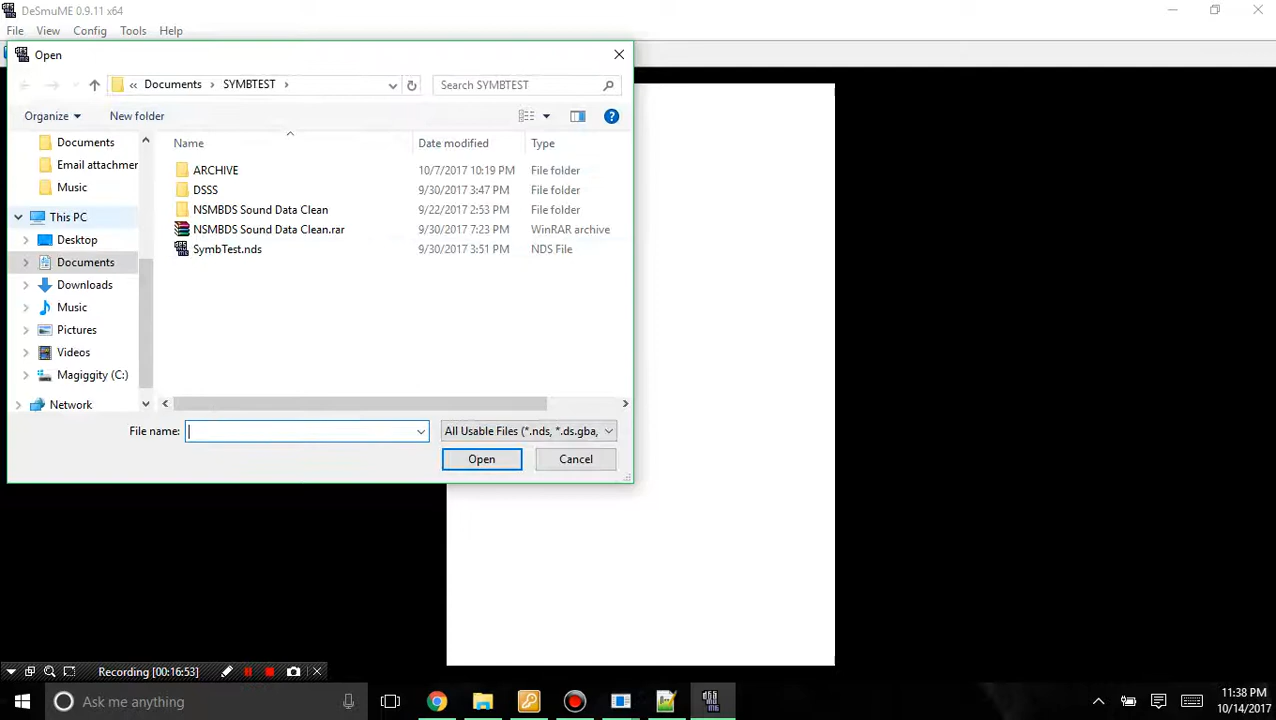 DeSmuME 0.9.11 x64
File View Config Tools Help
Open
« Documents › SYMBTEST ›
Search SYMBTEST
Organize New folder
Name Date modified Type
Documents
Email attachmer
Music
This PC
Desktop
Documents
Downloads
Music
Pictures
Videos
Magiggity (C:)
Network
ARCHIVE 10/7/2017 10:19 PM File folder
DSSS 9/30/2017 3:47 PM File folder
NSMBDS Sound Data Clean 9/22/2017 2:53 PM File folder
NSMBDS Sound Data Clean.rar 9/30/2017 7:23 PM WinRAR archive
SymbTest.nds 9/30/2017 3:51 PM NDS File
File name:
All Usable Files (*.nds, *.ds.gba,
Open Cancel
Recording [00:16:53]
Ask me anything
11:38 PM
10/14/2017